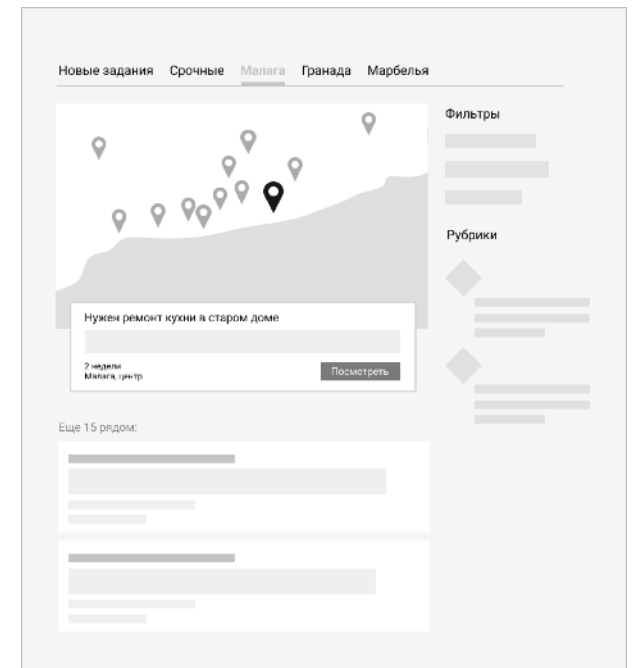 Новые задания Срочные Малага Гранада Марбелья
Фильтры
Рубрики
Нужен ремонт кухни в старом доме
2 недели
Малага, центр
Посмотреть
Еще 15 рядом: